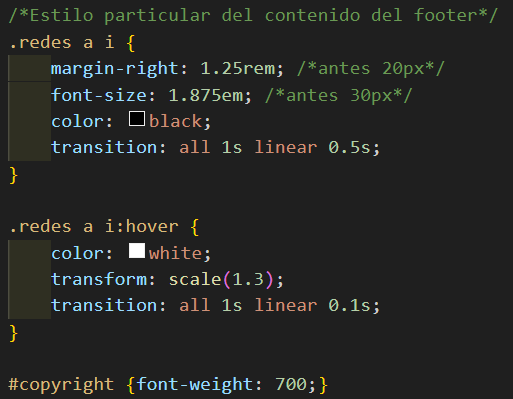 /*Estilo particular del contenido del footer*/
.redes a i {
    margin-right: 1.25rem; /*antes 20px*/
    font-size: 1.875em; /*antes 30px*/
    color: black;
    transition: all 1s linear 0.5s;
}

.redes a i:hover {
    color: white;
    transform: scale(1.3);
    transition: all 1s linear 0.1s;
}

#copyright {font-weight: 700;}